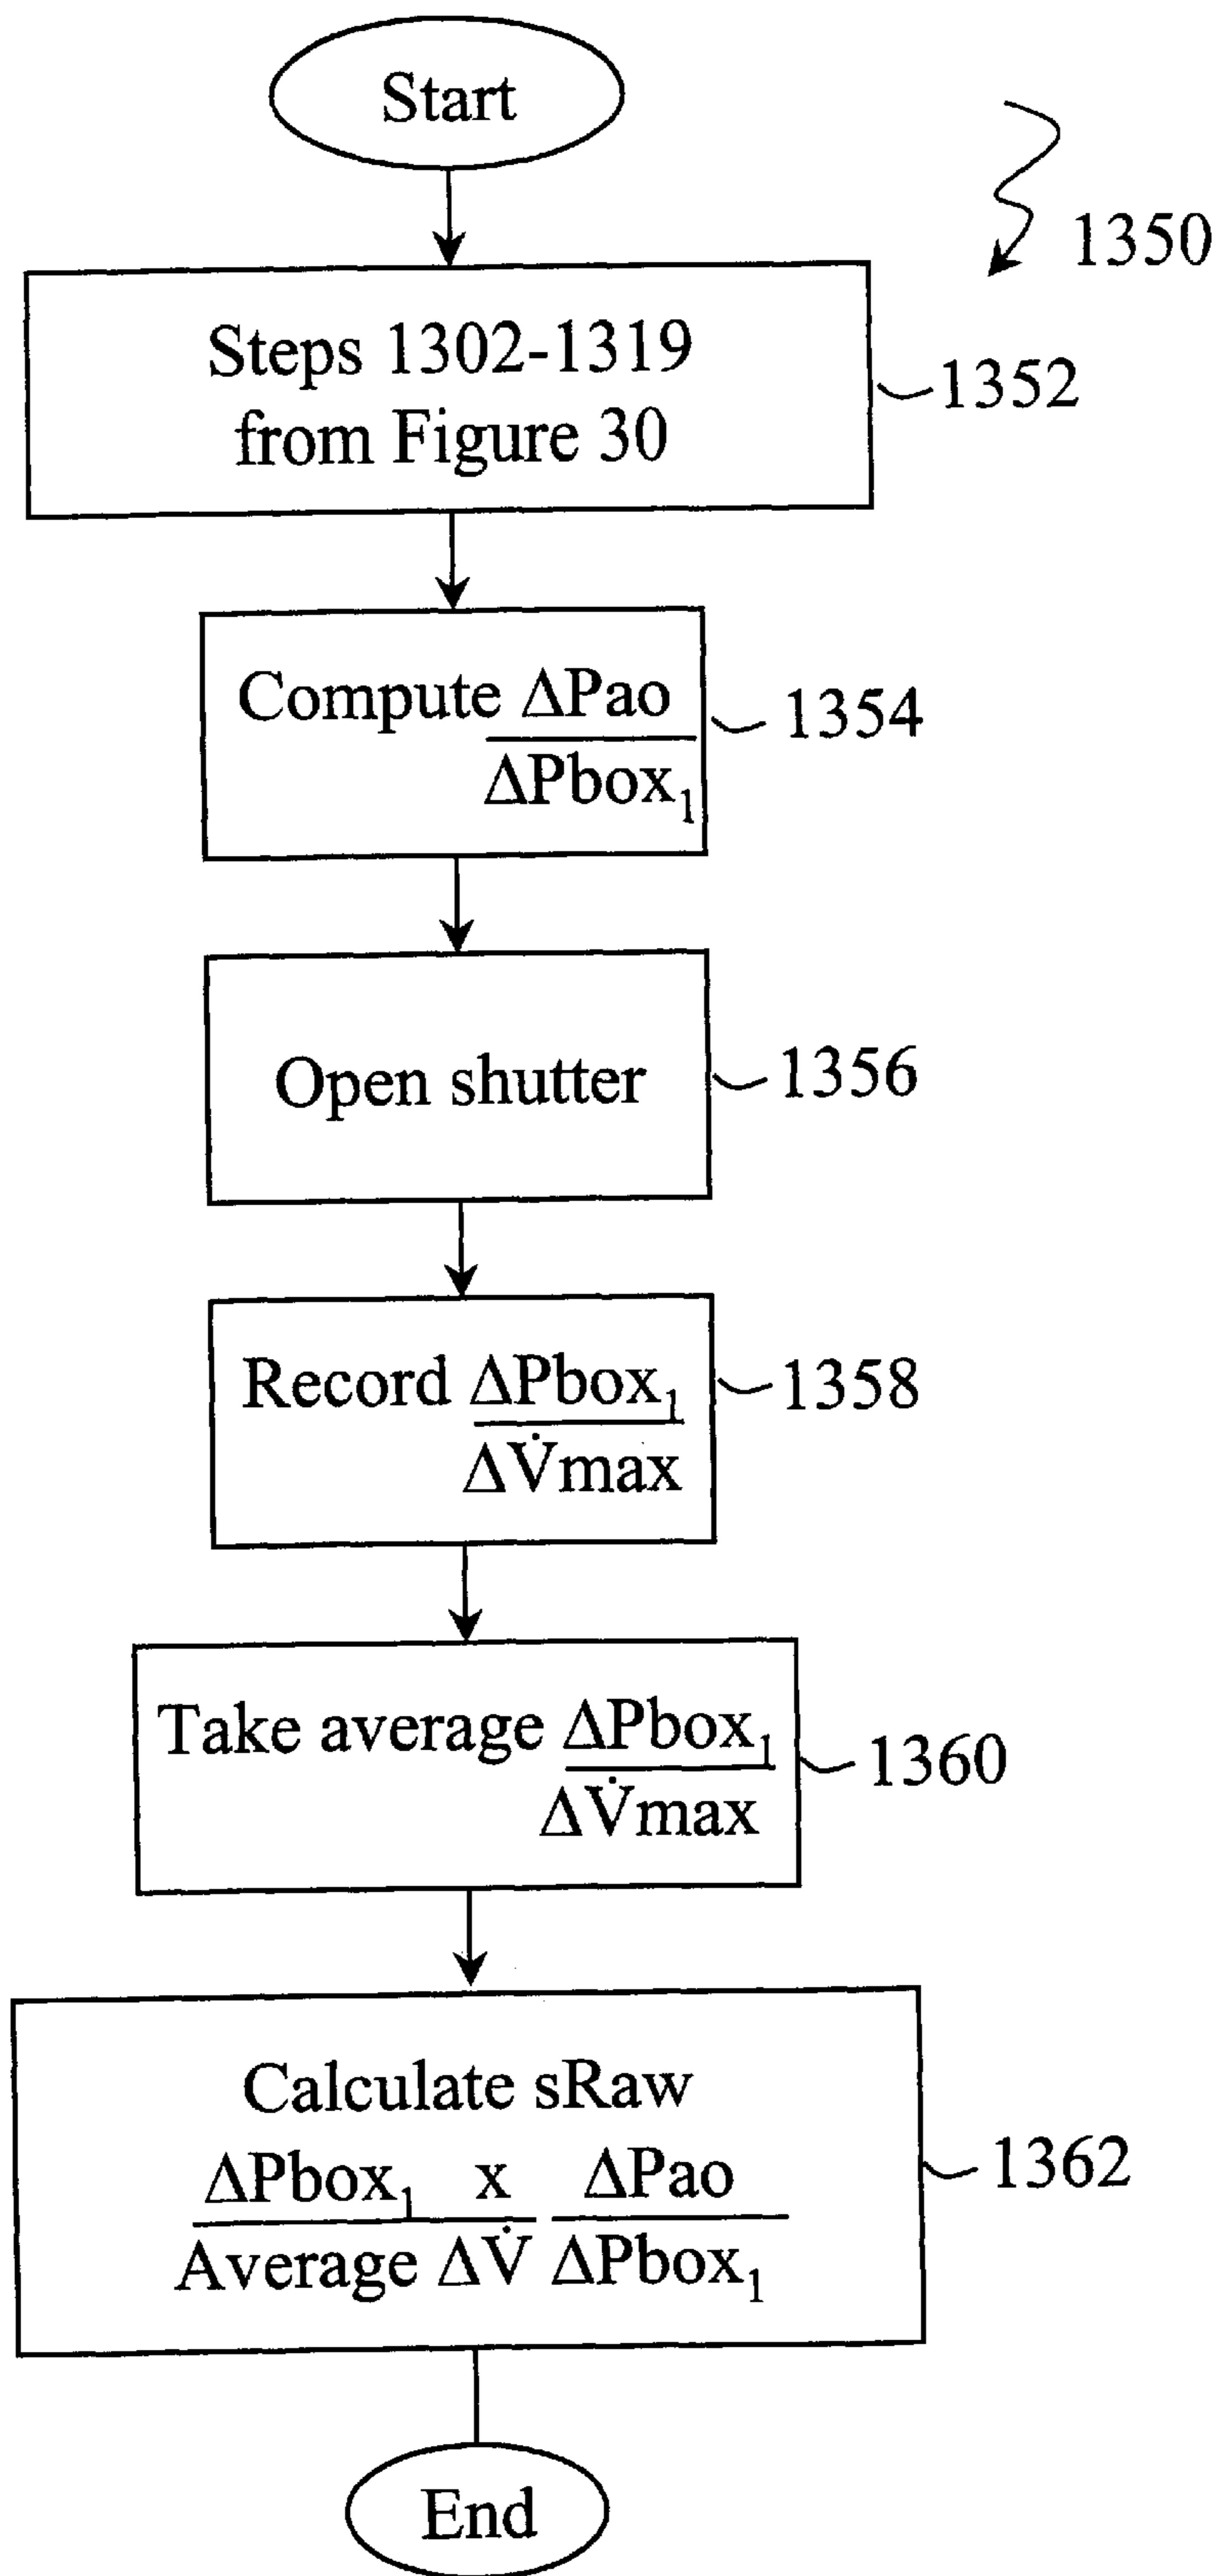 Start
1350
Steps 1302-1319
from Figure 30
1352
Compute ΔPao
ΔPbox₁
1354
Open shutter
1356
Record ΔPbox₁
ΔV̇max
1358
Take average ΔPbox₁
ΔV̇max
1360
Calculate sRaw
ΔPbox₁ x ΔPao
Average ΔV̇ ΔPbox₁
1362
End